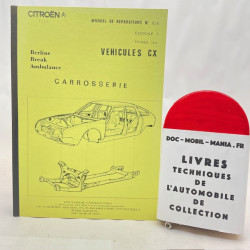 CITROËN
MANUEL DE REPARATIONS N°
VEHICULES CX
Berline
Break
Ambulance
CARROSSERIE
DOC - MOBIL - MANIA . FR
LIVRES
TECHNIQUES
DE
L'AUTOMOBILE
DE
COLLECTION